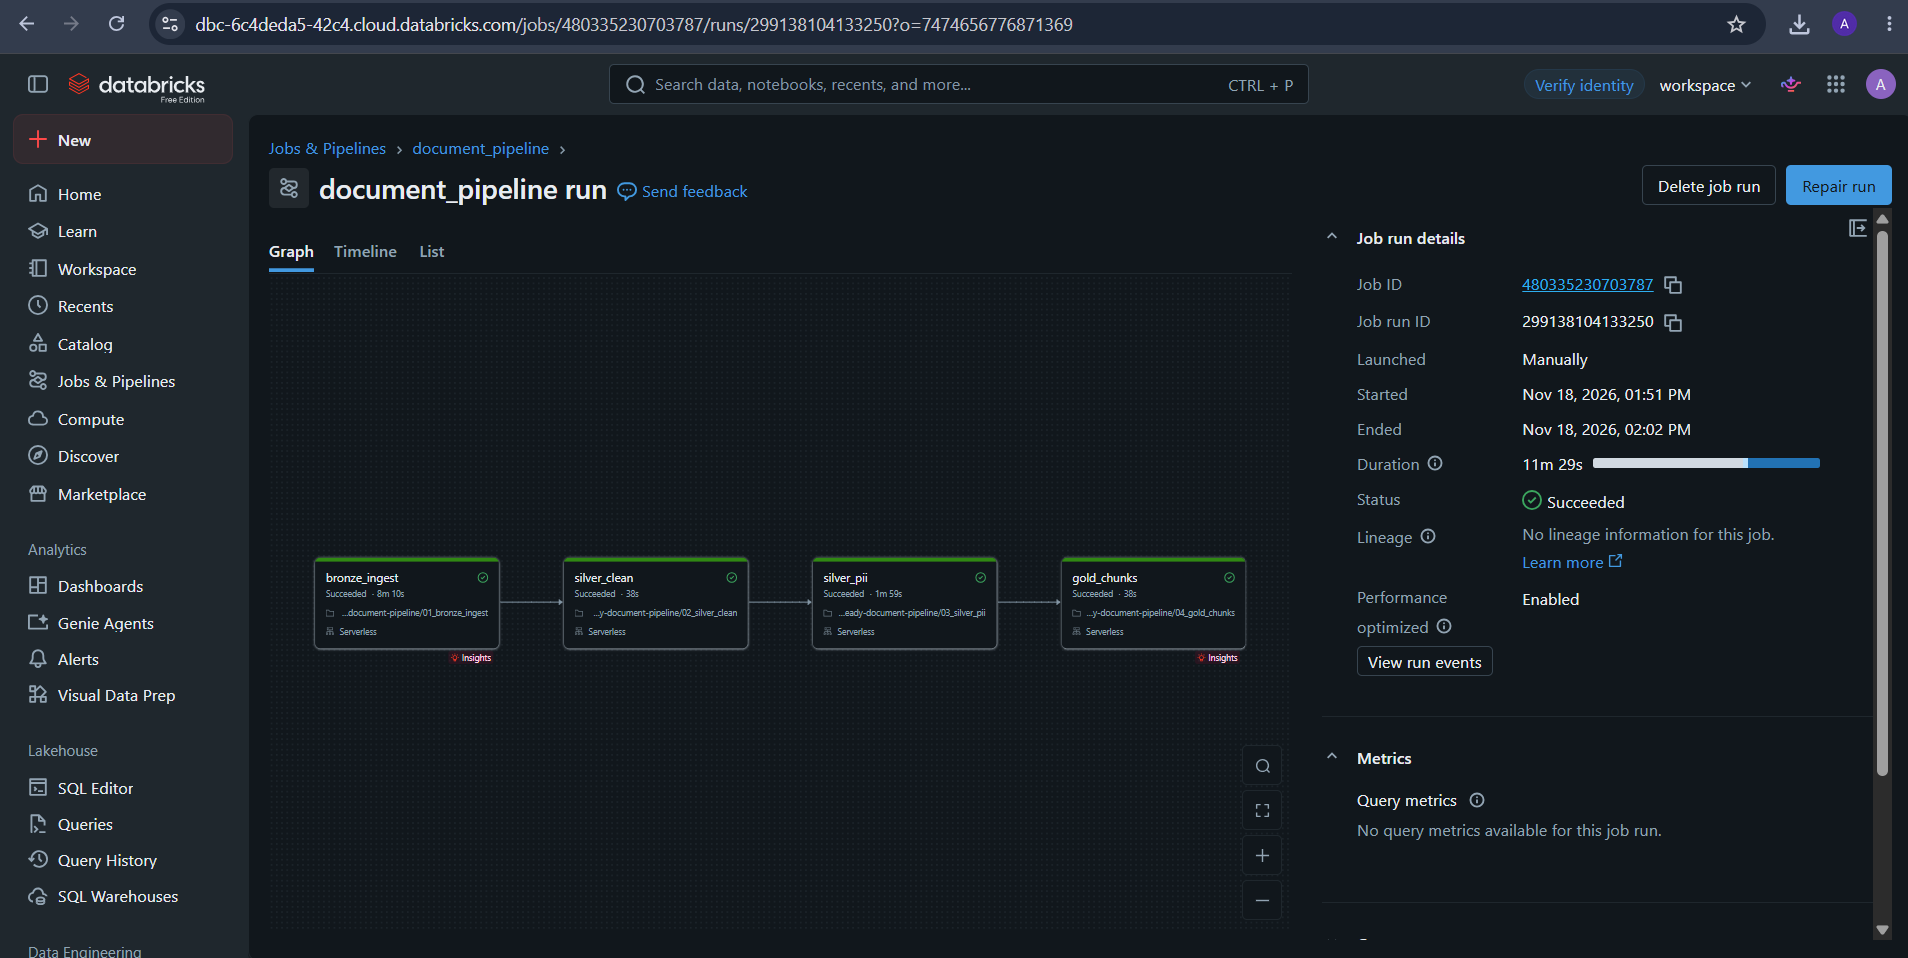 dbc-6c4deda5-42c4.cloud.databricks.com/jobs/480335230703787/runs/299138104133250?o=7474656776871369
A
databricks
Free Edition
Search data, notebooks, recents, and more...
CTRL + P
Verify identity
workspace
A
New
Home
Learn
Workspace
Recents
Catalog
Jobs & Pipelines
Compute
Discover
Marketplace
Analytics
Dashboards
Genie Agents
Alerts
Visual Data Prep
Lakehouse
SQL Editor
Queries
Query History
SQL Warehouses
Data Engineering
Jobs & Pipelines › document_pipeline ›
document_pipeline run
Send feedback
Delete job run
Repair run
Graph
Timeline
List
bronze_ingest
Succeeded · 8m 10s
...document-pipeline/01_bronze_ingest
Serverless
Insights
silver_clean
Succeeded · 38s
...y-document-pipeline/02_silver_clean
Serverless
silver_pii
Succeeded · 1m 59s
...eady-document-pipeline/03_silver_pii
Serverless
gold_chunks
Succeeded · 38s
...y-document-pipeline/04_gold_chunks
Serverless
Insights
Job run details
Job ID 480335230703787
Job run ID 299138104133250
Launched Manually
Started Nov 18, 2026, 01:51 PM
Ended Nov 18, 2026, 02:02 PM
Duration 11m 29s
Status Succeeded
Lineage No lineage information for this job.
Learn more
Performance
optimized
Enabled
View run events
Metrics
Query metrics
No query metrics available for this job run.